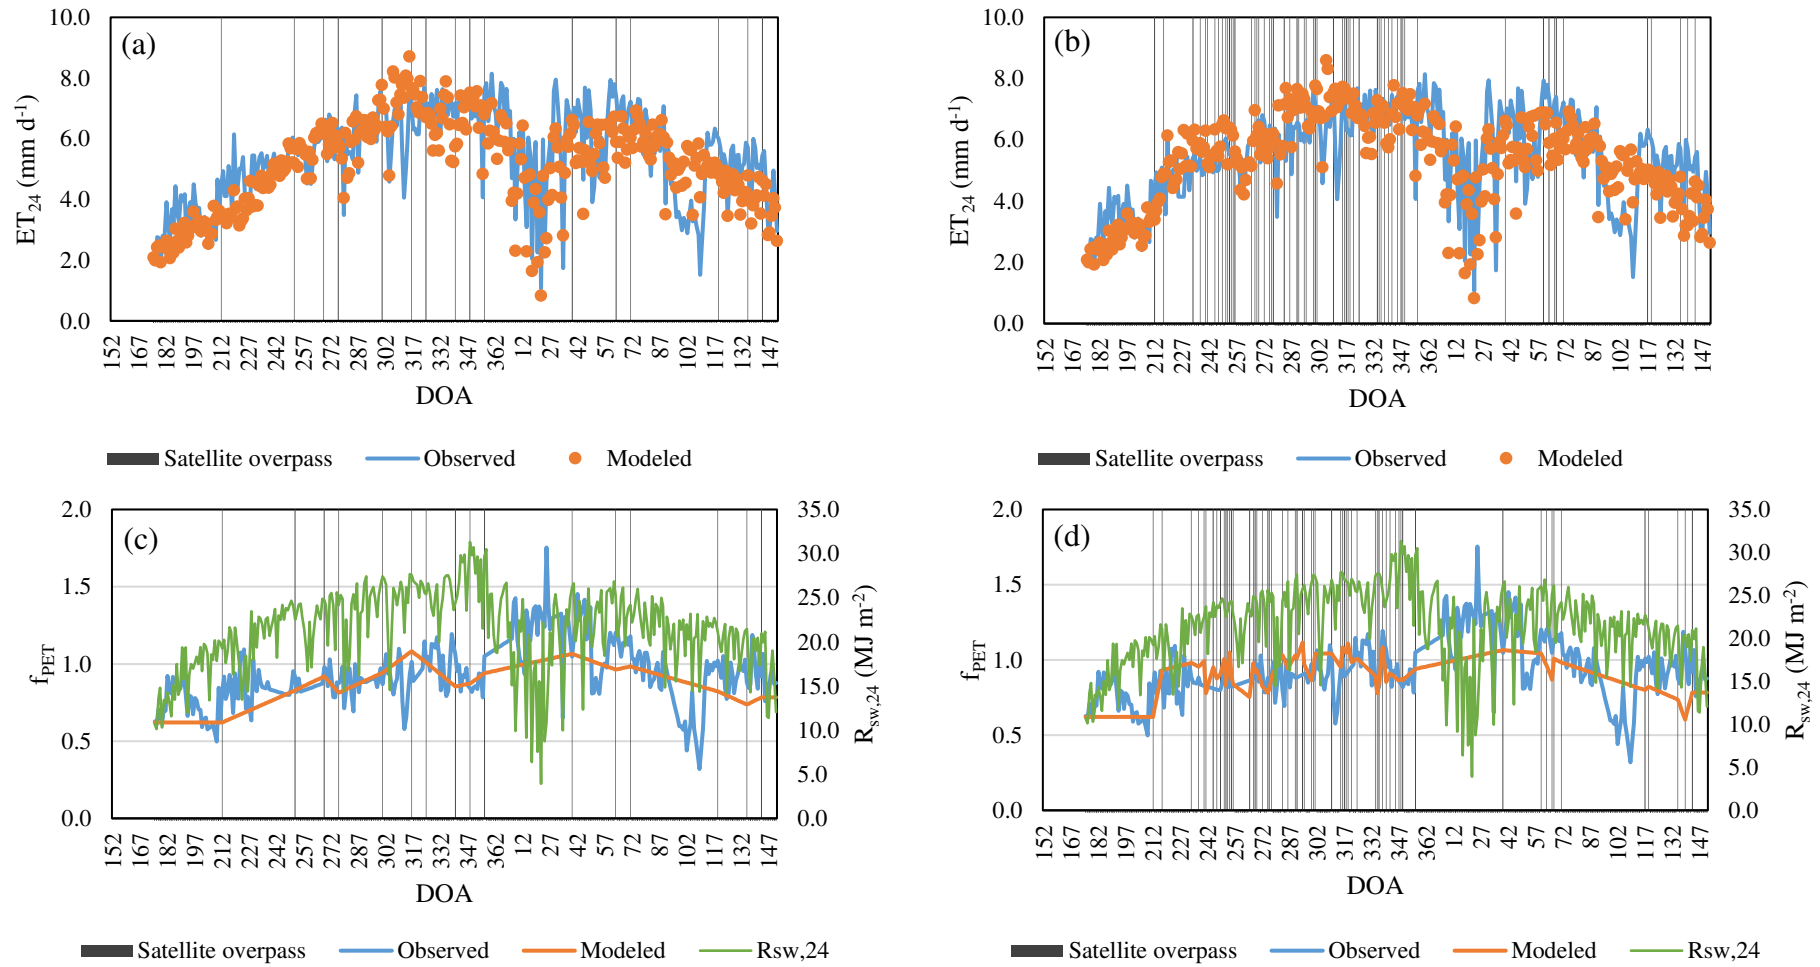 (a)
10.0
8.0
6.0
4.0
2.0
0.0
ET24 (mm d-1)
152 167 182 197 212 227 242 257 272 287 302 317 332 347 362 12 27 42 57 72 87 102 117 132 147
DOA
Satellite overpass Observed Modeled
(b)
10.0
8.0
6.0
4.0
2.0
0.0
ET24 (mm d-1)
152 167 182 197 212 227 242 257 272 287 302 317 332 347 362 12 27 42 57 72 87 102 117 132 147
DOA
Satellite overpass Observed Modeled
(c)
2.0
1.5
1.0
0.5
0.0
fPET
35.0
30.0
25.0
20.0
15.0
10.0
5.0
0.0
Rsw,24 (MJ m-2)
152 167 182 197 212 227 242 257 272 287 302 317 332 347 362 12 27 42 57 72 87 102 117 132 147
DOA
Satellite overpass Observed Modeled Rsw,24
(d)
2.0
1.5
1.0
0.5
0.0
fPET
35.0
30.0
25.0
20.0
15.0
10.0
5.0
0.0
Rsw,24 (MJ m-2)
152 167 182 197 212 227 242 257 272 287 302 317 332 347 362 12 27 42 57 72 87 102 117 132 147
DOA
Satellite overpass Observed Modeled Rsw,24